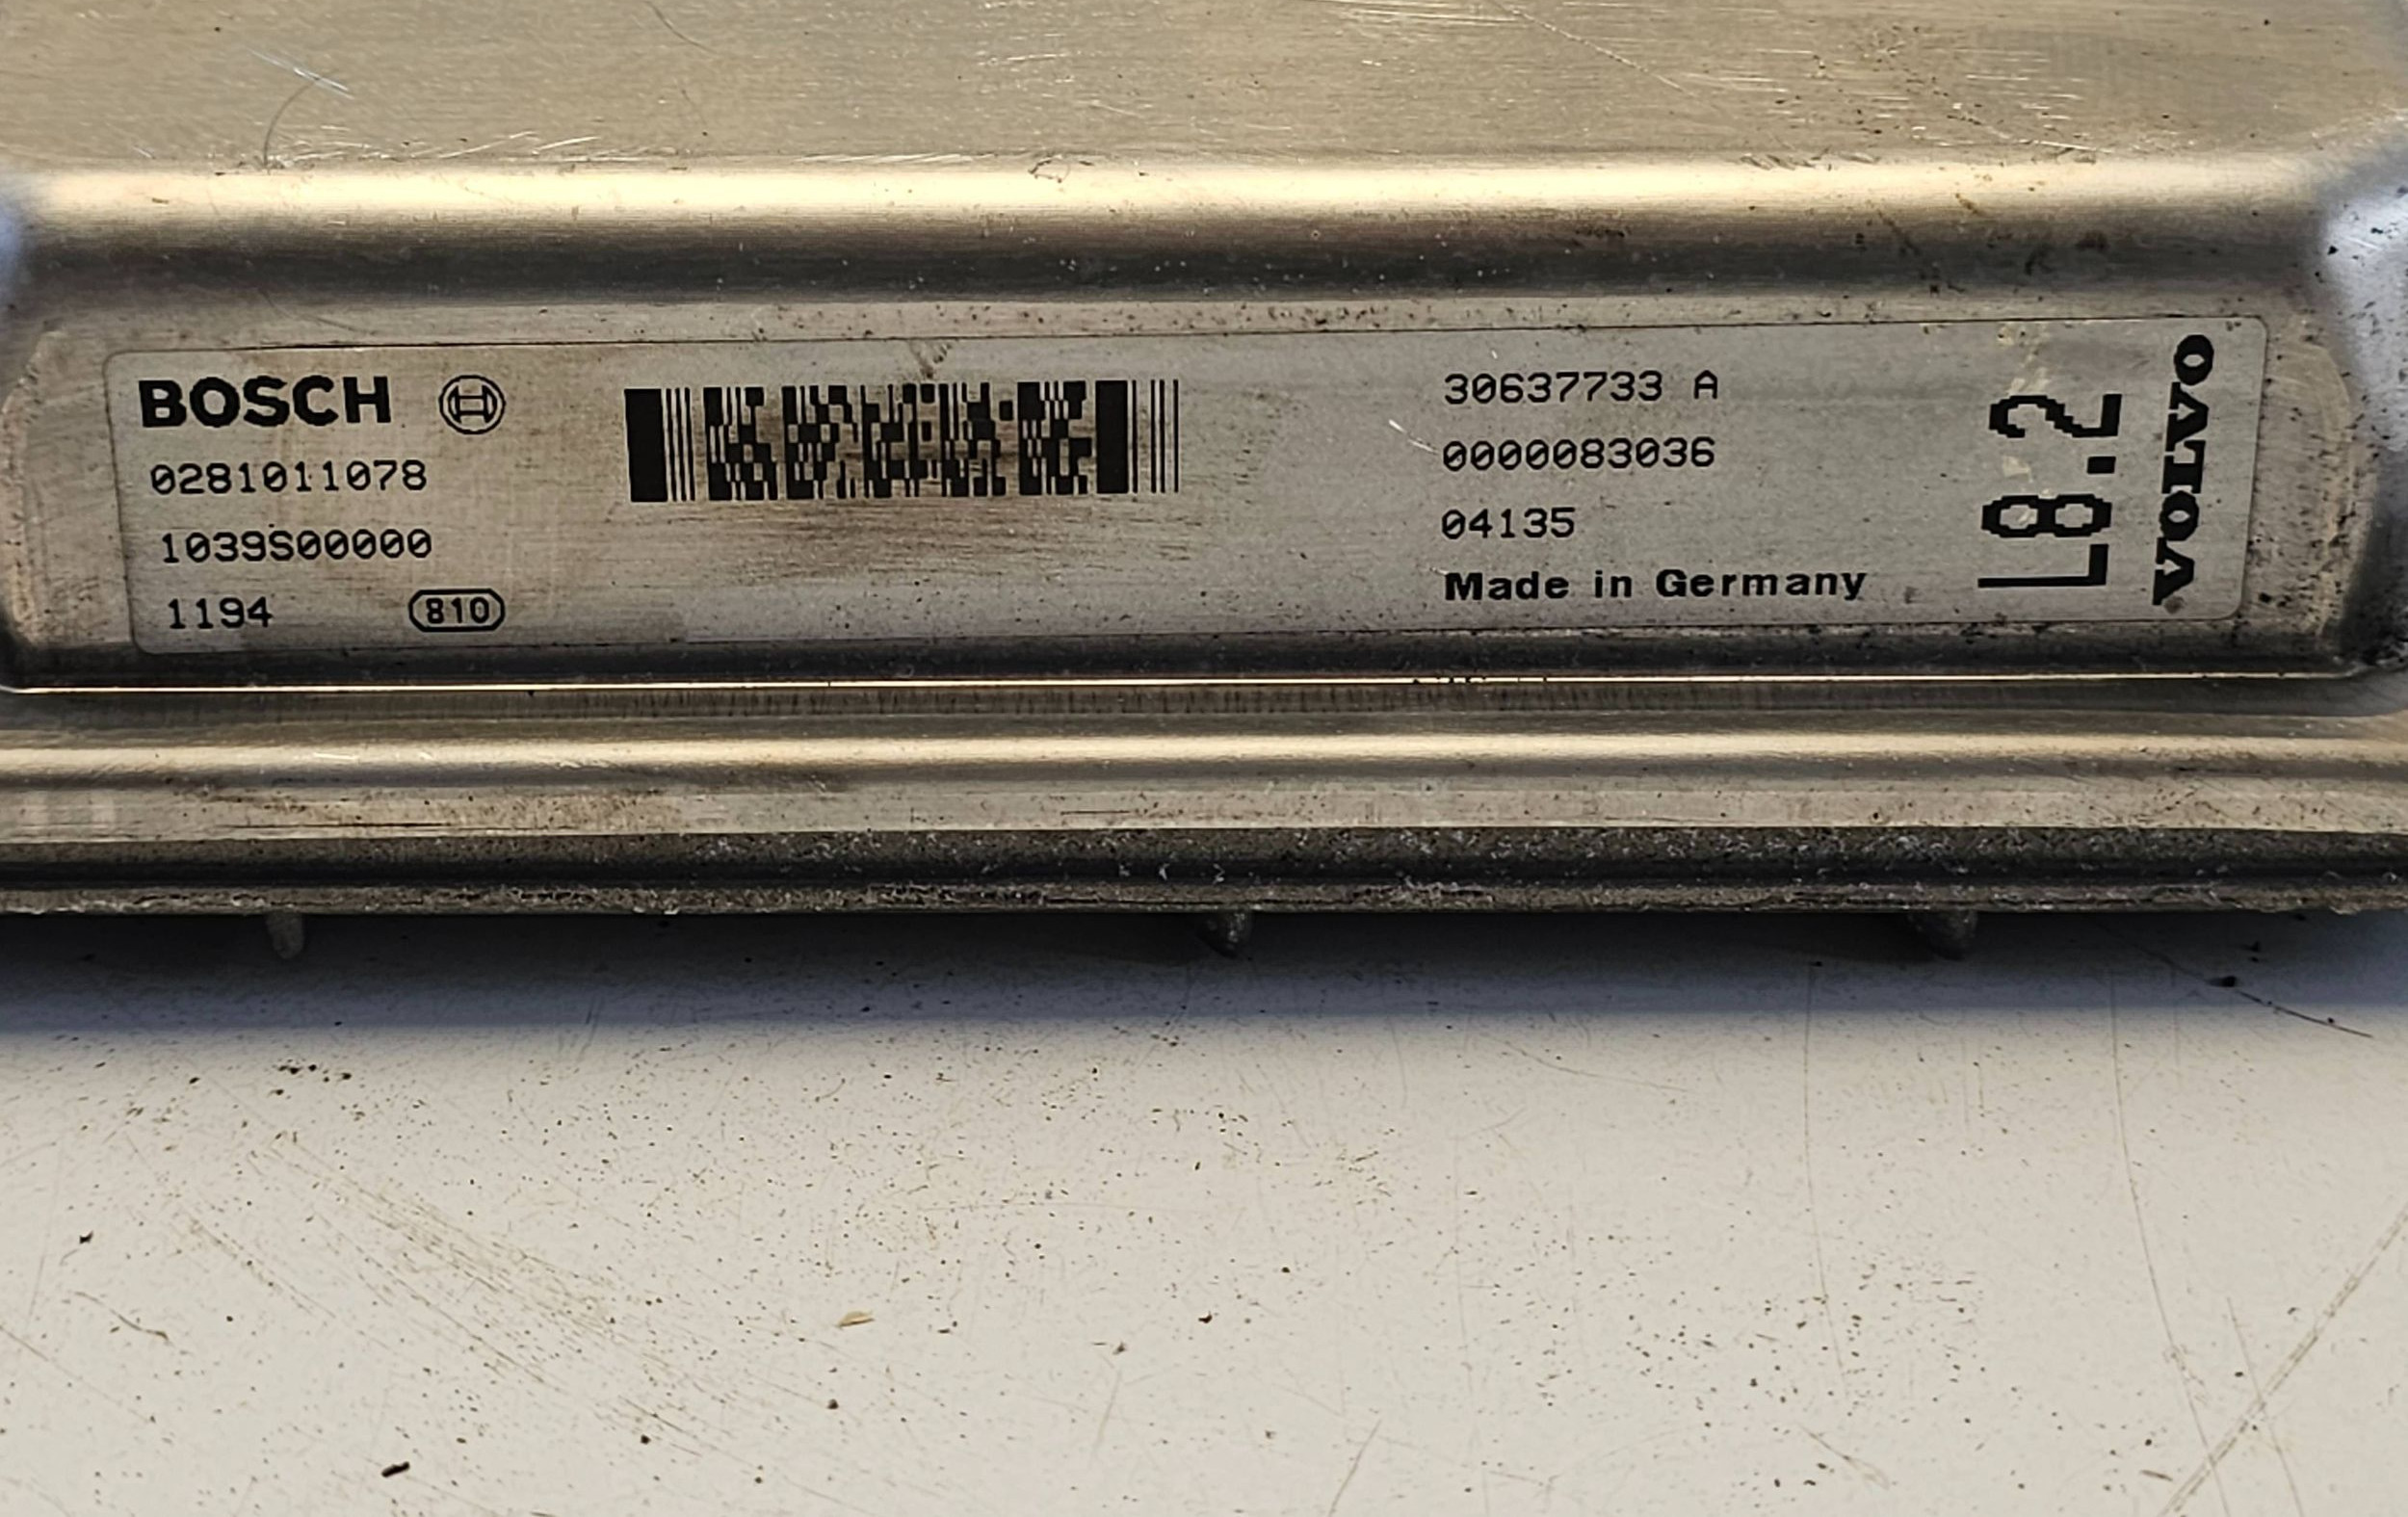 BOSCH
0281011078
1039S00000
1194 810
30637733 A
0000083036
04135
Made in Germany
L8.2
VOLVO